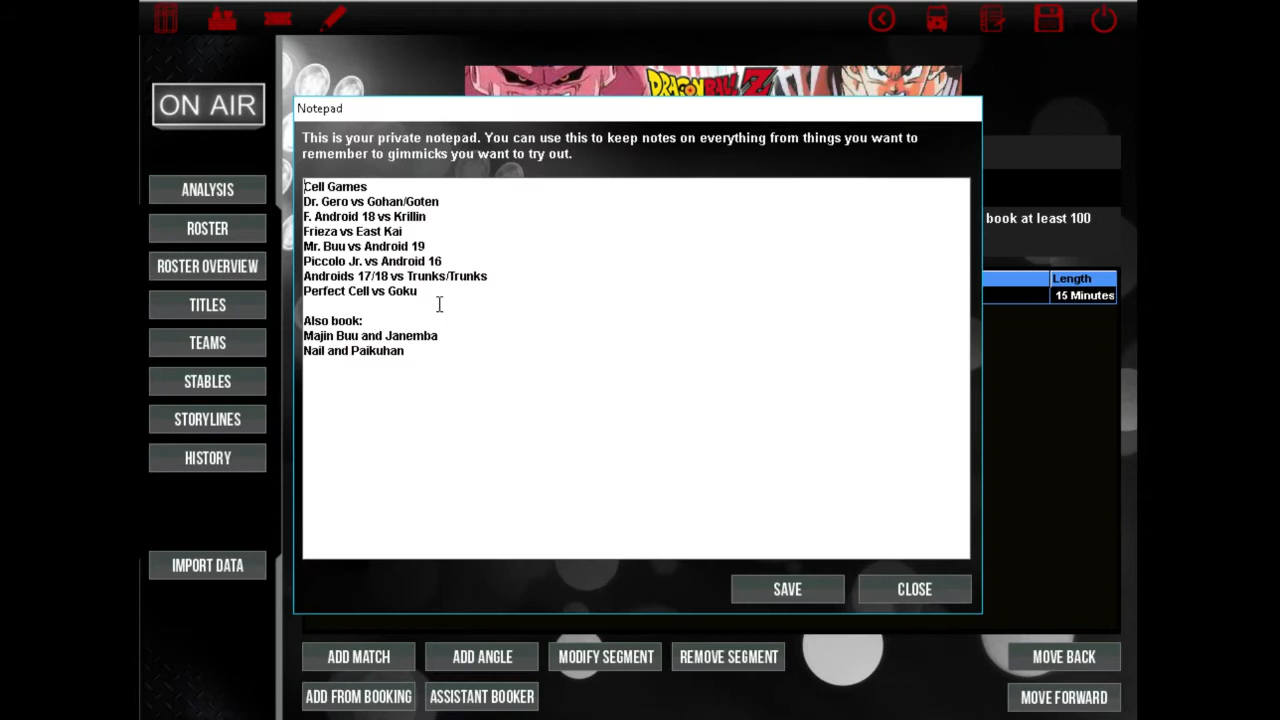 DRAGON BALL Z
ON AIR
Notepad
This is your private notepad. You can use this to keep notes on everything from things you want to
remember to gimmicks you want to try out.
Cell Games
Dr. Gero vs Gohan/Goten
F. Android 18 vs Krillin
Frieza vs East Kai
Mr. Buu vs Android 19
Piccolo Jr. vs Android 16
Androids 17/18 vs Trunks/Trunks
Perfect Cell vs Goku
Also book:
Majin Buu and Janemba
Nail and Paikuhan
SAVE
CLOSE
ANALYSIS
ROSTER
ROSTER OVERVIEW
TITLES
TEAMS
STABLES
STORYLINES
HISTORY
IMPORT DATA
book at least 100
Length
15 Minutes
ADD MATCH
ADD ANGLE
MODIFY SEGMENT
REMOVE SEGMENT
MOVE BACK
ADD FROM BOOKING
ASSISTANT BOOKER
MOVE FORWARD